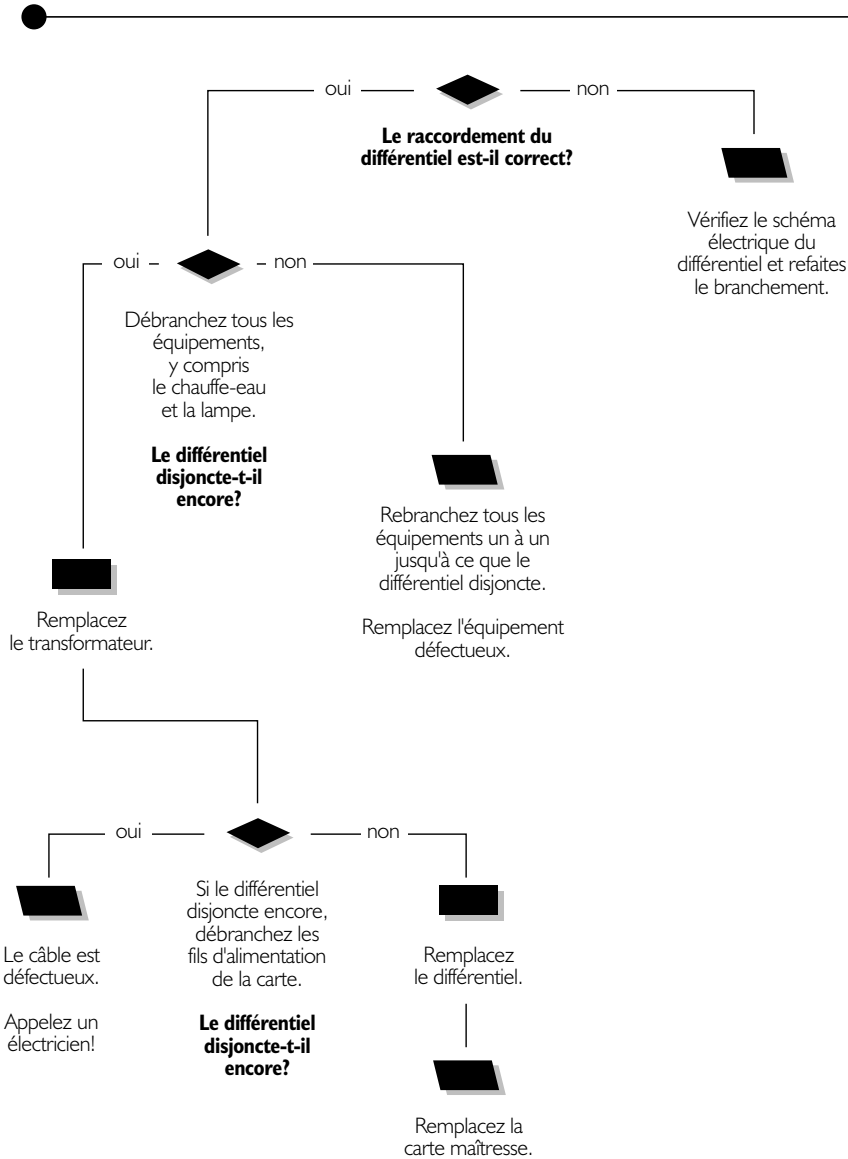 oui
non
Le raccordement du
différentiel est-il correct?
Vérifiez le schéma
électrique du
différentiel et refaites
le branchement.
oui
non
Débranchez tous les
équipements,
y compris
le chauffe-eau
et la lampe.
Le différentiel
disjoncte-t-il
encore?
Rebranchez tous les
équipements un à un
jusqu'à ce que le
différentiel disjoncte.
Remplacez l'équipement
défectueux.
Remplacez
le transformateur.
oui
non
Si le différentiel
disjoncte encore,
débranchez les
fils d'alimentation
de la carte.
Le différentiel
disjoncte-t-il
encore?
Le câble est
défectueux.
Appelez un
électricien!
Remplacez
le différentiel.
Remplacez la
carte maîtresse.